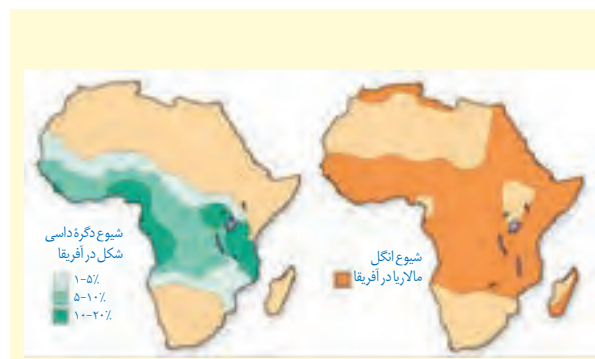 شیوع دگرهٔ داسی
شکل در آفریقا
۱-۵٪
۵-۱۰٪
۱۰-۲۰٪
شیوع انگل
مالاریا در آفریقا